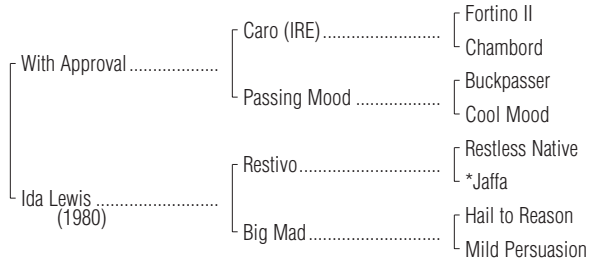 Fortino II
Caro (IRE)
Chambord
With Approval
Buckpasser
Passing Mood
Cool Mood
Restless Native
Restivo
*Jaffa
Ida Lewis
(1980)
Hail to Reason
Big Mad
Mild Persuasion